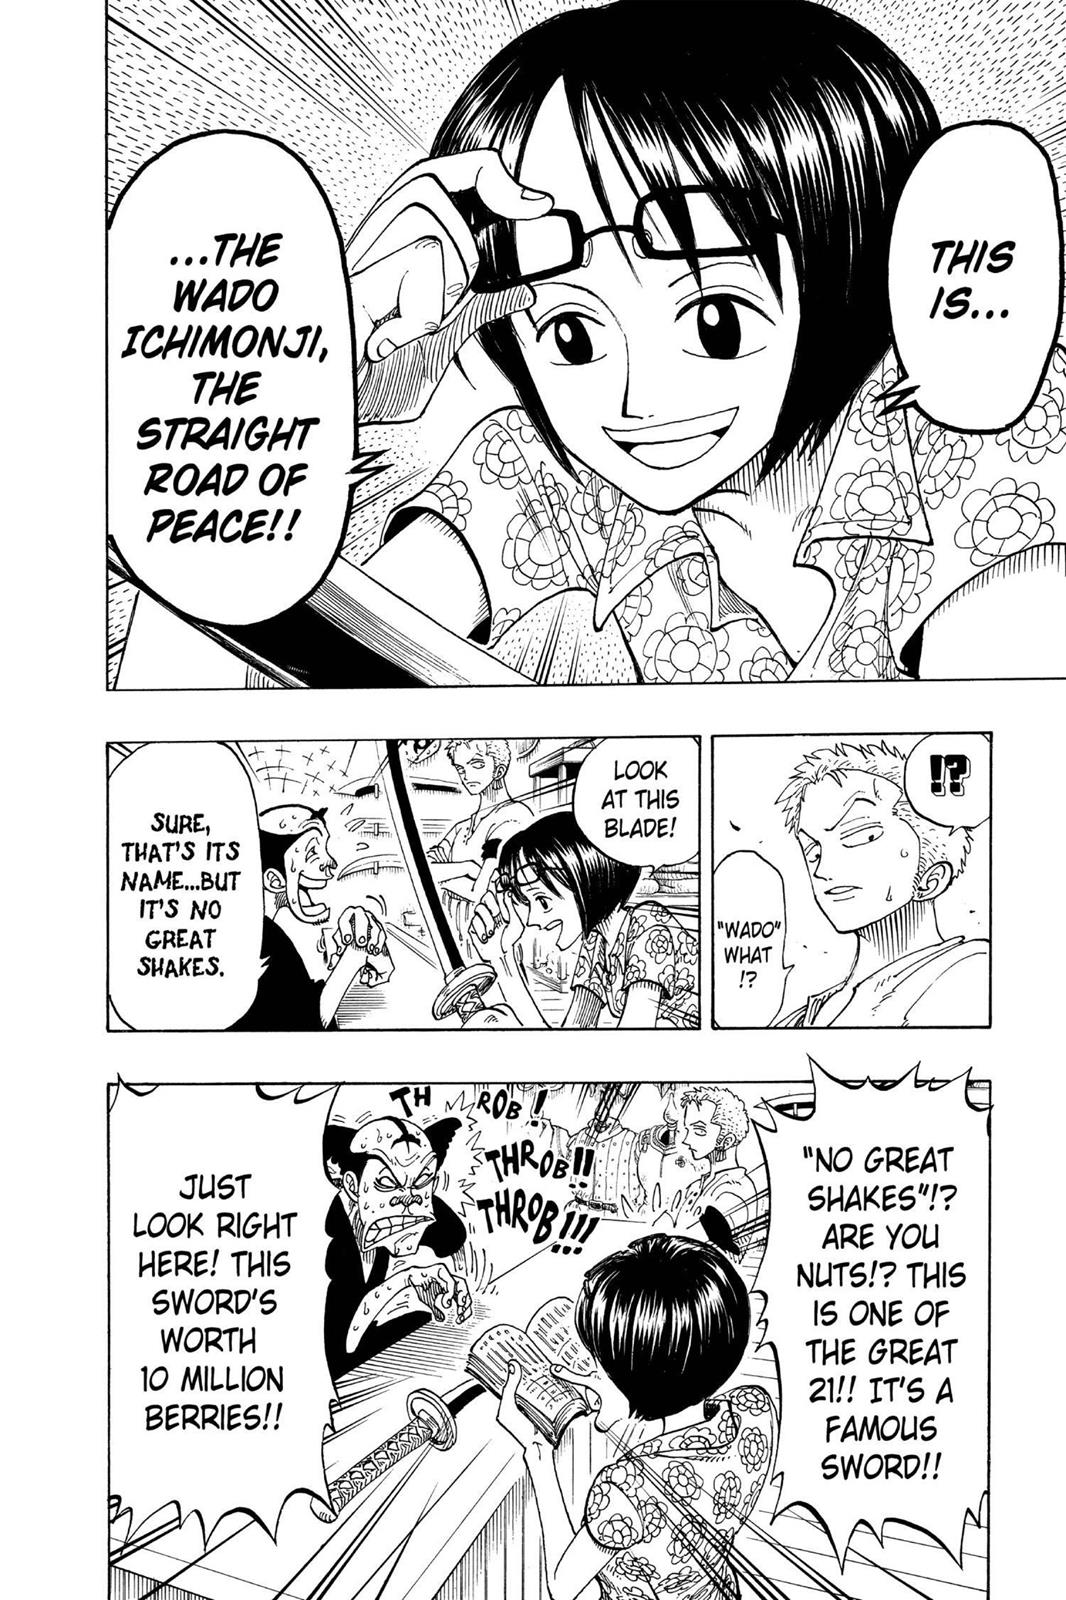 THIS
IS...
...THE
WADO
ICHIMONJI,
THE
STRAIGHT
ROAD OF
PEACE!!
!?
"WADO"
WHAT
!?
LOOK
AT THIS
BLADE!
SURE,
THAT'S ITS
NAME...BUT
IT'S NO
GREAT
SHAKES.
"NO GREAT
SHAKES"!?
ARE YOU
NUTS!? THIS
IS ONE OF
THE GREAT
21!! IT'S A
FAMOUS
SWORD!!
TH ROB!
THROB!!
THROB!!!
JUST
LOOK RIGHT
HERE! THIS
SWORD'S
WORTH
10 MILLION
BERRIES!!